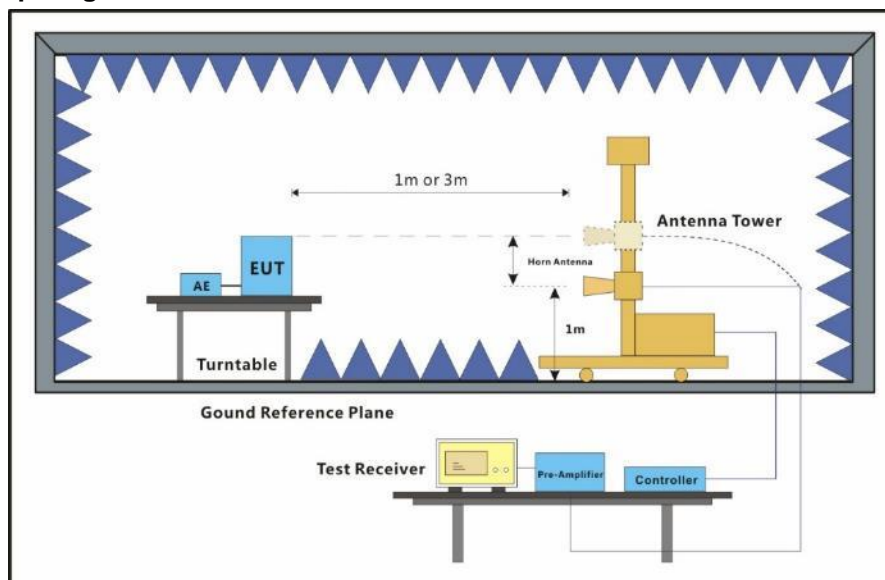 1m or 3m
Antenna Tower
EUT
Horn Antenna
AE
1m
Turntable
Gound Reference Plane
Test Receiver
Pre-Amplifier
Controller